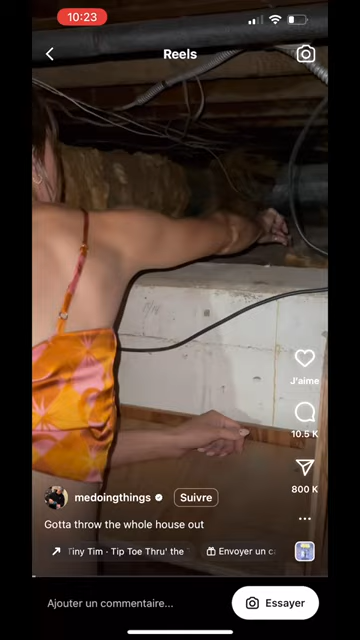 10:23
Reels
J'aime
10.5 K
800 K
medoingthings
Suivre
Gotta throw the whole house out
Tiny Tim · Tip Toe Thru' the
Envoyer un c
Ajouter un commentaire...
Essayer